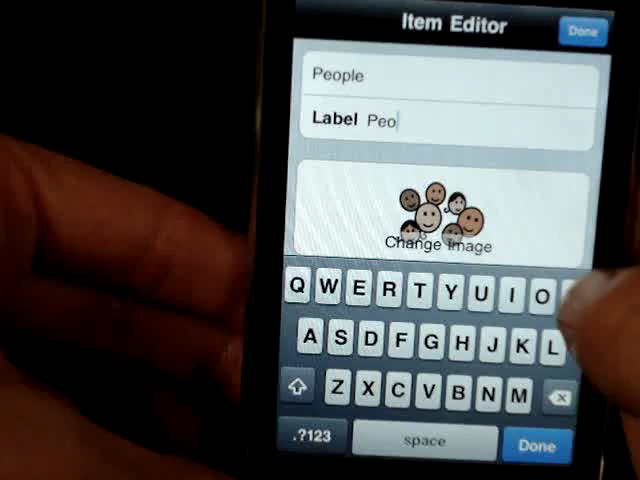 Item Editor
Done
People
Label Peo
Change Image
Q W E R T Y U I O
A S D F G H J K L
Z X C V B N M
.?123 space Done